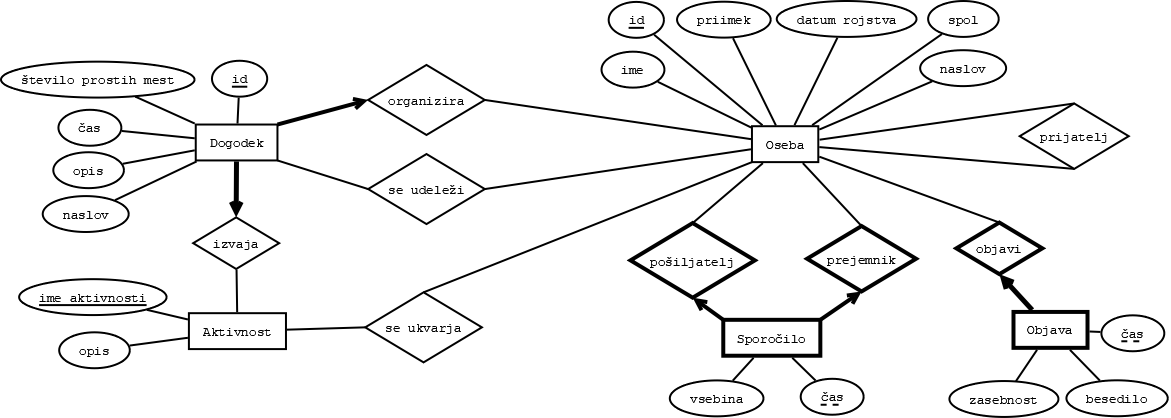 id
priimek
datum rojstva
spol
ime
naslov
število prostih mest
id
čas
opis
naslov
Dogodek
organizira
se udeleži
Oseba
prijatelj
izvaja
pošiljatelj
prejemnik
objavi
ime aktivnosti
opis
Aktivnost
se ukvarja
Sporočilo
Objava
čas
vsebina
čas
zasebnost
besedilo